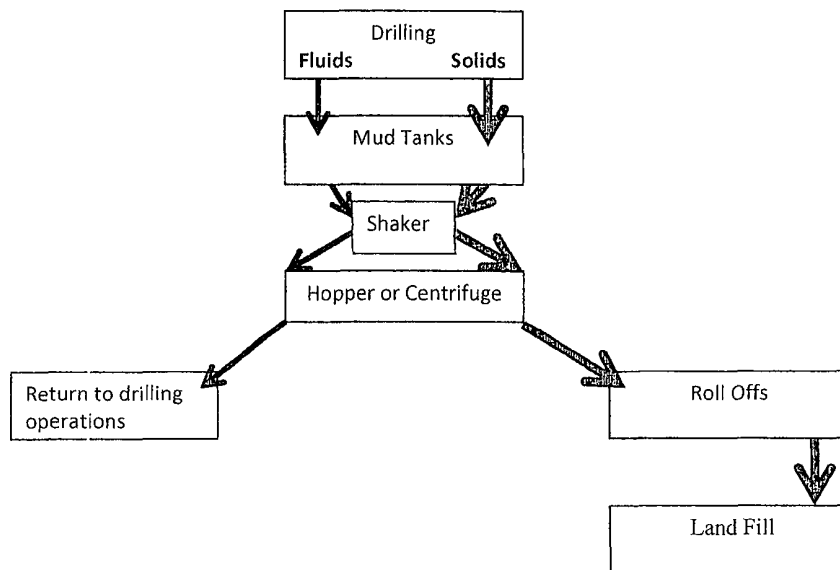 Drilling
Fluids Solids
Mud Tanks
Shaker
Hopper or Centrifuge
Return to drilling
operations
Roll Offs
Land Fill